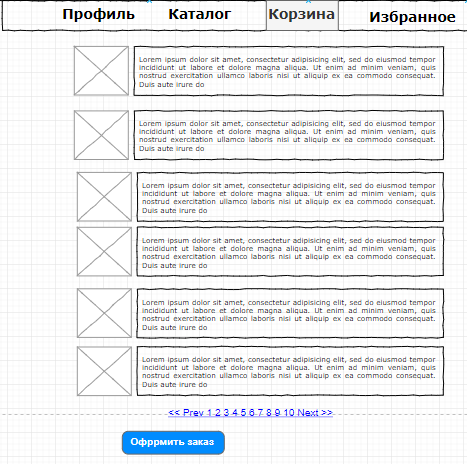 Профиль Каталог Корзина Избранное
Lorem ipsum dolor sit amet, consectetur adipisicing elit, sed do eiusmod tempor
incididunt ut labore et dolore magna aliqua. Ut enim ad minim veniam, quis
nostrud exercitation ullamco laboris nisi ut aliquip ex ea commodo consequat.
Duis aute irure do
Lorem ipsum dolor sit amet, consectetur adipisicing elit, sed do eiusmod tempor
incididunt ut labore et dolore magna aliqua. Ut enim ad minim veniam, quis
nostrud exercitation ullamco laboris nisi ut aliquip ex ea commodo consequat.
Duis aute irure do
Lorem ipsum dolor sit amet, consectetur adipisicing elit, sed do eiusmod tempor
incididunt ut labore et dolore magna aliqua. Ut enim ad minim veniam, quis
nostrud exercitation ullamco laboris nisi ut aliquip ex ea commodo consequat.
Duis aute irure do
Lorem ipsum dolor sit amet, consectetur adipisicing elit, sed do eiusmod tempor
incididunt ut labore et dolore magna aliqua. Ut enim ad minim veniam, quis
nostrud exercitation ullamco laboris nisi ut aliquip ex ea commodo consequat.
Duis aute irure do
Lorem ipsum dolor sit amet, consectetur adipisicing elit, sed do eiusmod tempor
incididunt ut labore et dolore magna aliqua. Ut enim ad minim veniam, quis
nostrud exercitation ullamco laboris nisi ut aliquip ex ea commodo consequat.
Duis aute irure do
Lorem ipsum dolor sit amet, consectetur adipisicing elit, sed do eiusmod tempor
incididunt ut labore et dolore magna aliqua. Ut enim ad minim veniam, quis
nostrud exercitation ullamco laboris nisi ut aliquip ex ea commodo consequat.
Duis aute irure do
<< Prev 1 2 3 4 5 6 7 8 9 10 Next >>
Офррмить заказ